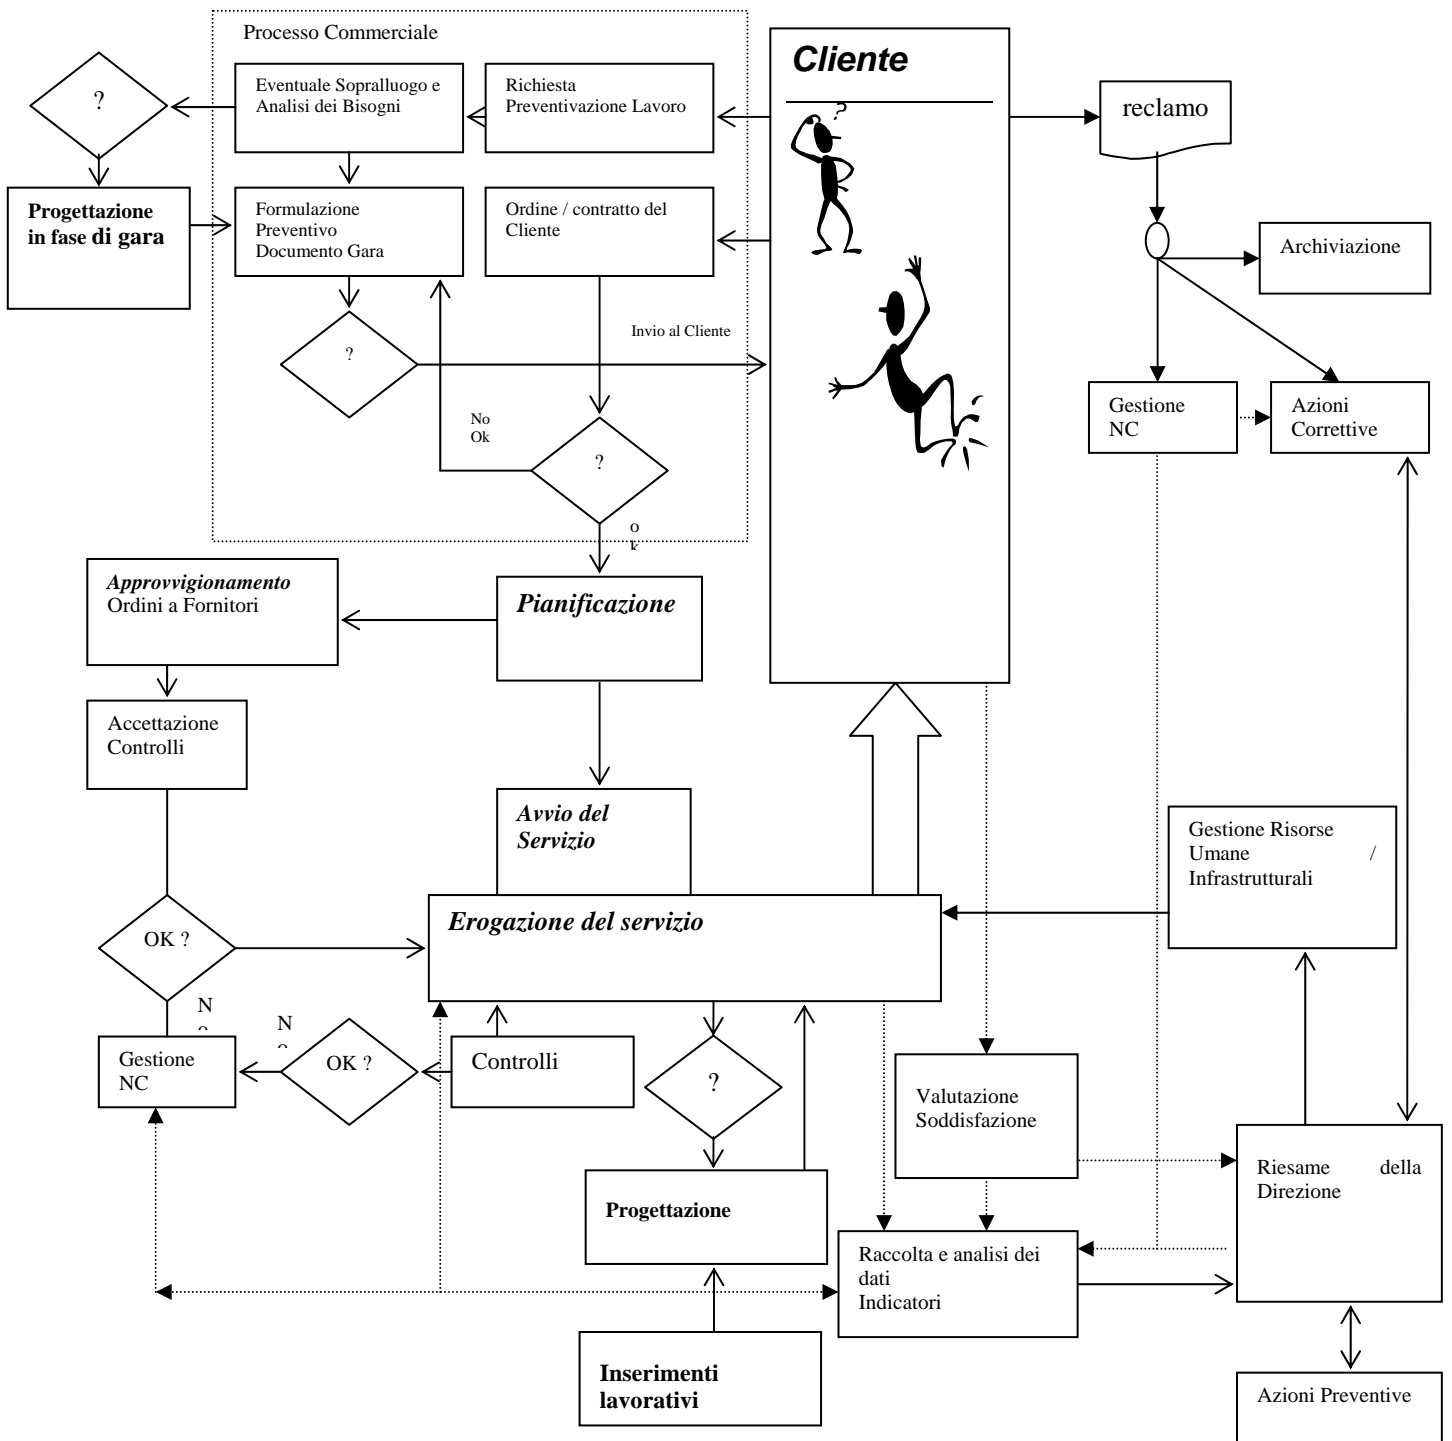 Processo Commerciale
Cliente
?
Eventuale Sopralluogo e
Analisi dei Bisogni
Richiesta
Preventivazione Lavoro
reclamo
?
Progettazione
in fase di gara
Formulazione
Preventivo
Documento Gara
Ordine / contratto del
Cliente
Archiviazione
Invio al Cliente
?
No
Ok
?
Gestione
NC
Azioni
Correttive
o
k
Approvvigionamento
Ordini a Fornitori
Pianificazione
Accettazione
Controlli
Avvio del
Servizio
Gestione Risorse
Umane /
Infrastrutturali
Erogazione del servizio
OK ?
N
o
N
o
Gestione
NC
OK ?
Controlli
?
Valutazione
Soddisfazione
Riesame della
Direzione
Progettazione
Raccolta e analisi dei
dati
Indicatori
Inserimenti
lavorativi
Azioni Preventive